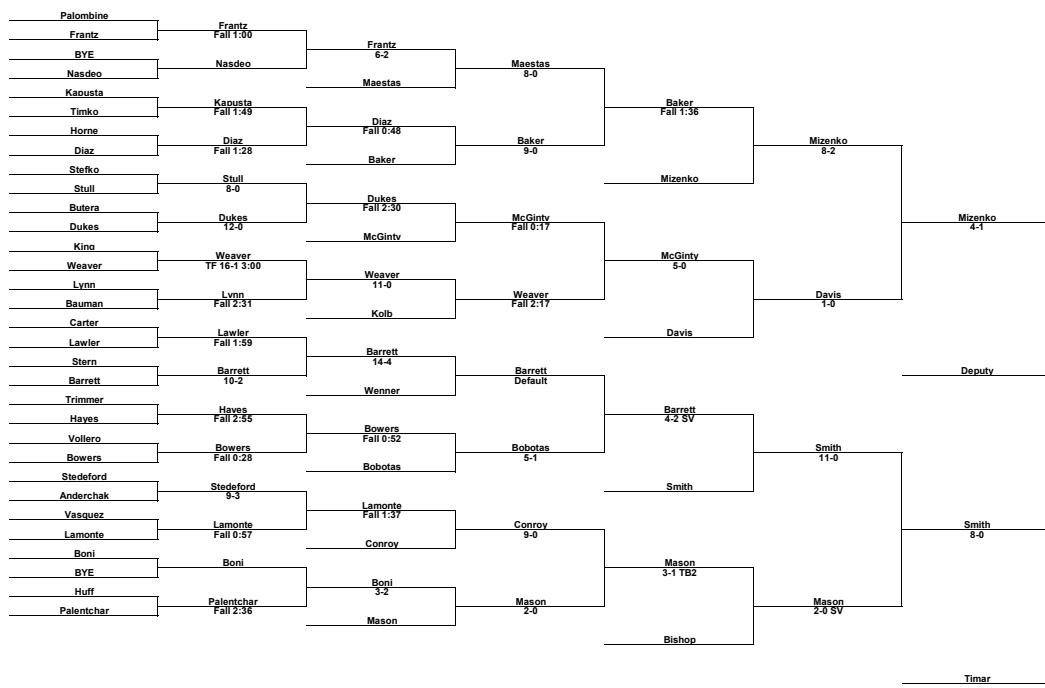 Palombine
Frantz
BYE
Nasdeo
Kapusta
Timko
Horne
Diaz
Stefko
Stull
Butera
Dukes
King
Weaver
Lynn
Bauman
Carter
Lawler
Stern
Barrett
Trimmer
Hayes
Vollero
Bowers
Stedeford
Anderchak
Vasquez
Lamonte
Boni
BYE
Huff
Palentchar
Frantz
Fall 1:00
Nasdeo
Kapusta
Fall 1:49
Diaz
Fall 1:28
Stull
8-0
Dukes
12-0
Weaver
TF 16-1 3:00
Lynn
Fall 2:31
Lawler
Fall 1:59
Barrett
10-2
Hayes
Fall 2:55
Bowers
Fall 0:28
Stedeford
9-3
Lamonte
Fall 0:57
Boni
Palentchar
Fall 2:36
Frantz
6-2
Maestas
Diaz
Fall 0:48
Baker
Dukes
Fall 2:30
McGinty
Weaver
11-0
Kolb
Barrett
14-4
Wenner
Bowers
Fall 0:52
Bobotas
Lamonte
Fall 1:37
Conroy
Boni
3-2
Mason
Maestas
8-0
Baker
9-0
McGinty
Fall 0:17
Weaver
Fall 2:17
Barrett
Default
Bobotas
5-1
Conroy
9-0
Mason
2-0
Baker
Fall 1:36
Mizenko
McGinty
5-0
Davis
Barrett
4-2 SV
Smith
Mason
3-1 TB2
Bishop
Mizenko
8-2
Davis
1-0
Smith
11-0
Mason
2-0 SV
Mizenko
4-1
Deputy
Smith
8-0
Timar